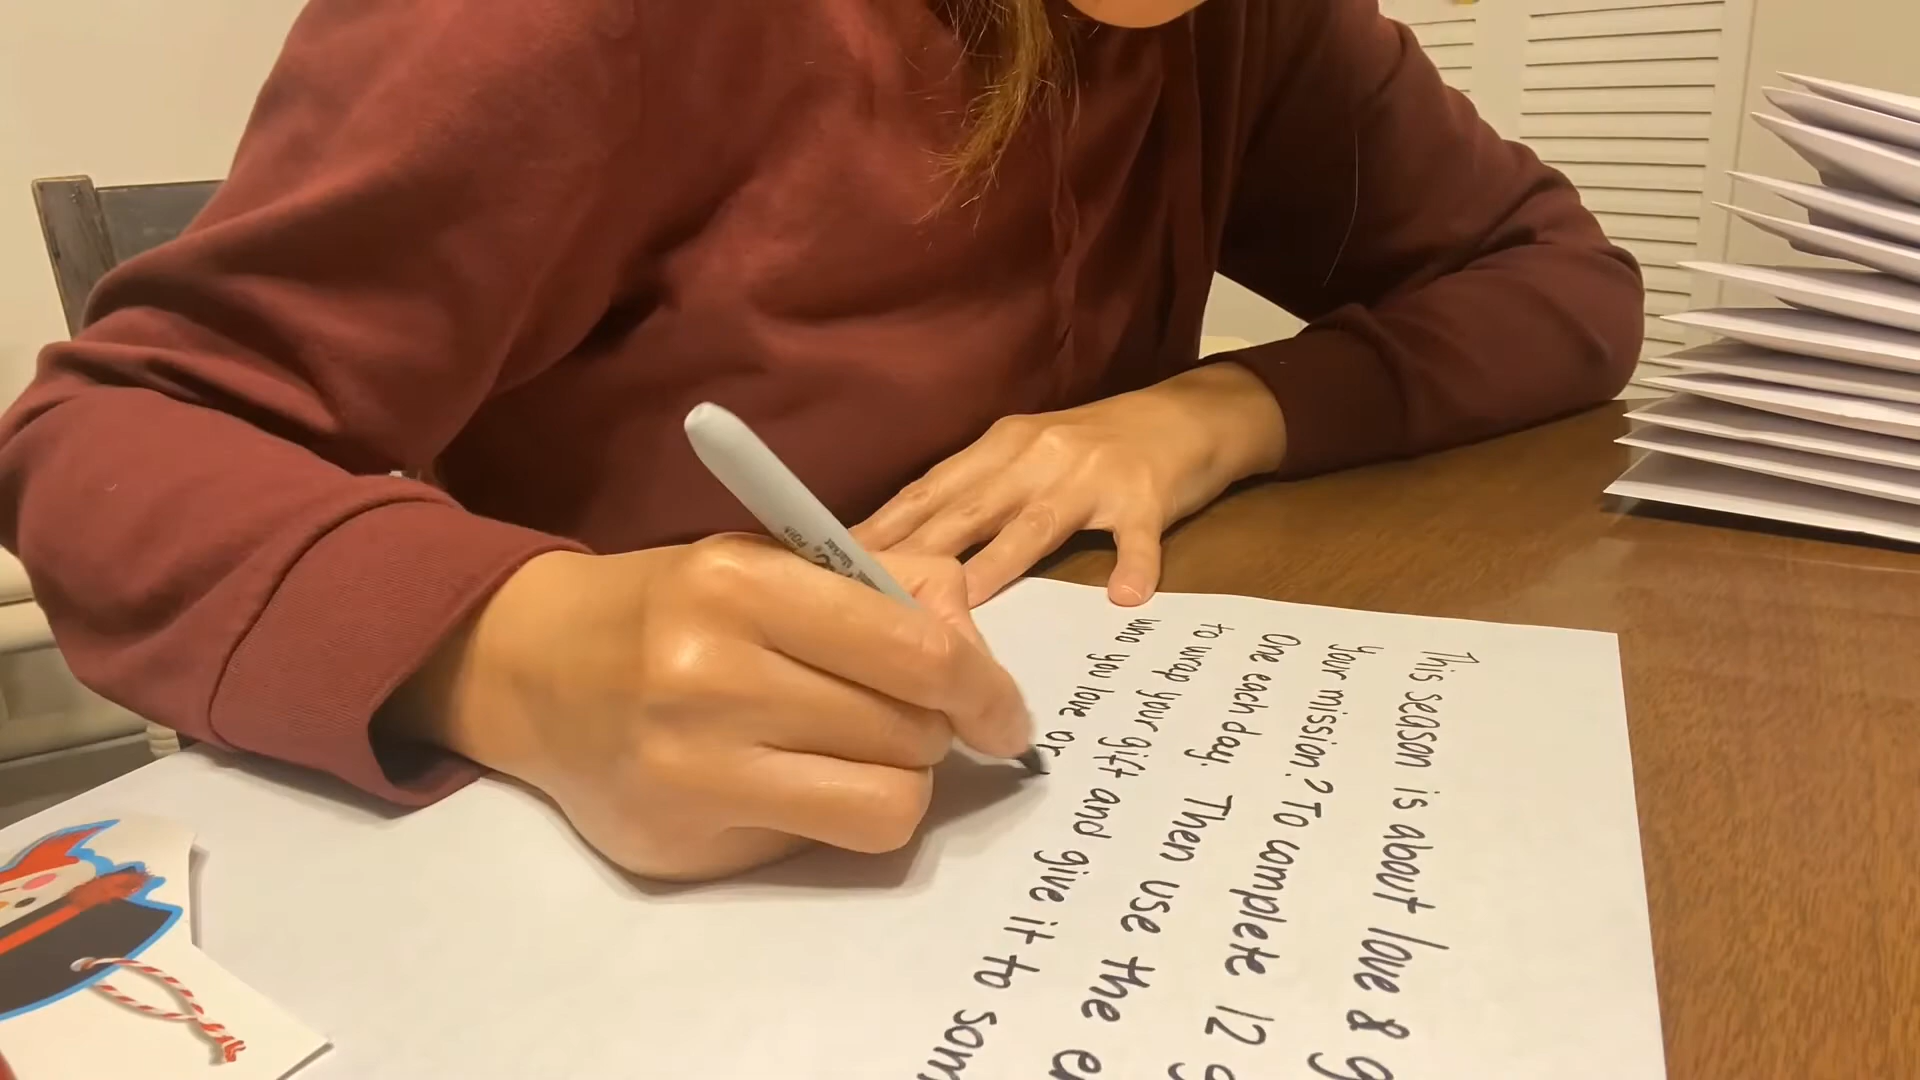 This season is about love &
Your mission? To complete 12
One each day. Then use the
to wrap your gift and give it to
who you love or
Marker